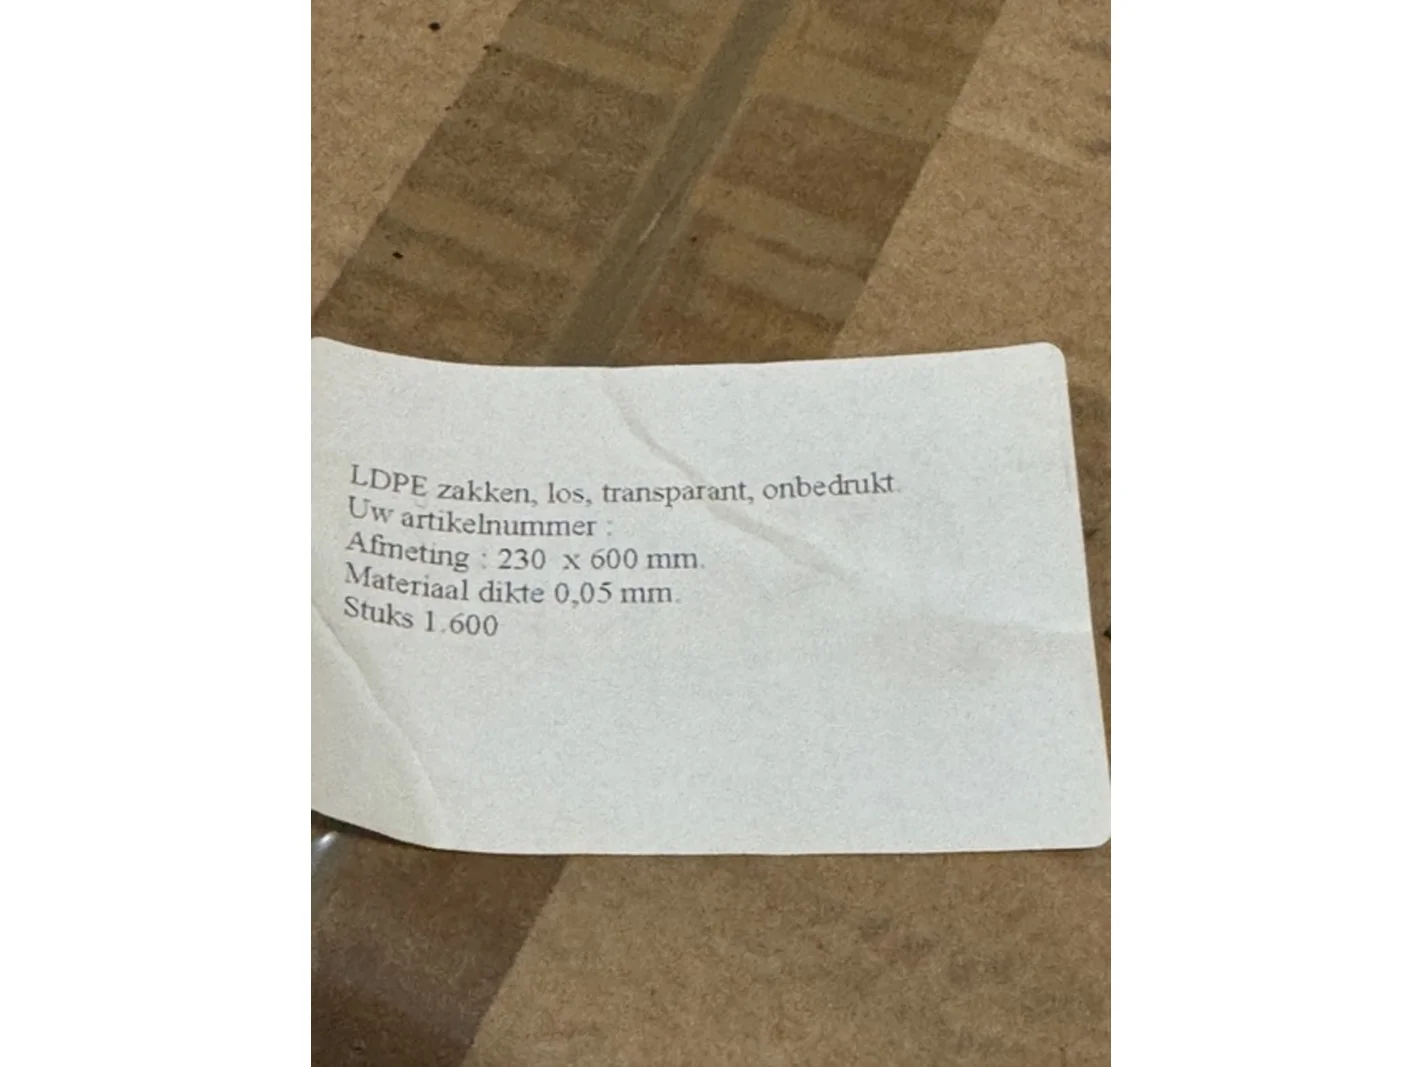 LDPE zakken, los, transparant, onbedrukt.
Uw artikelnummer :
Afmeting : 230 x 600 mm.
Materiaal dikte 0,05 mm.
Stuks 1.600